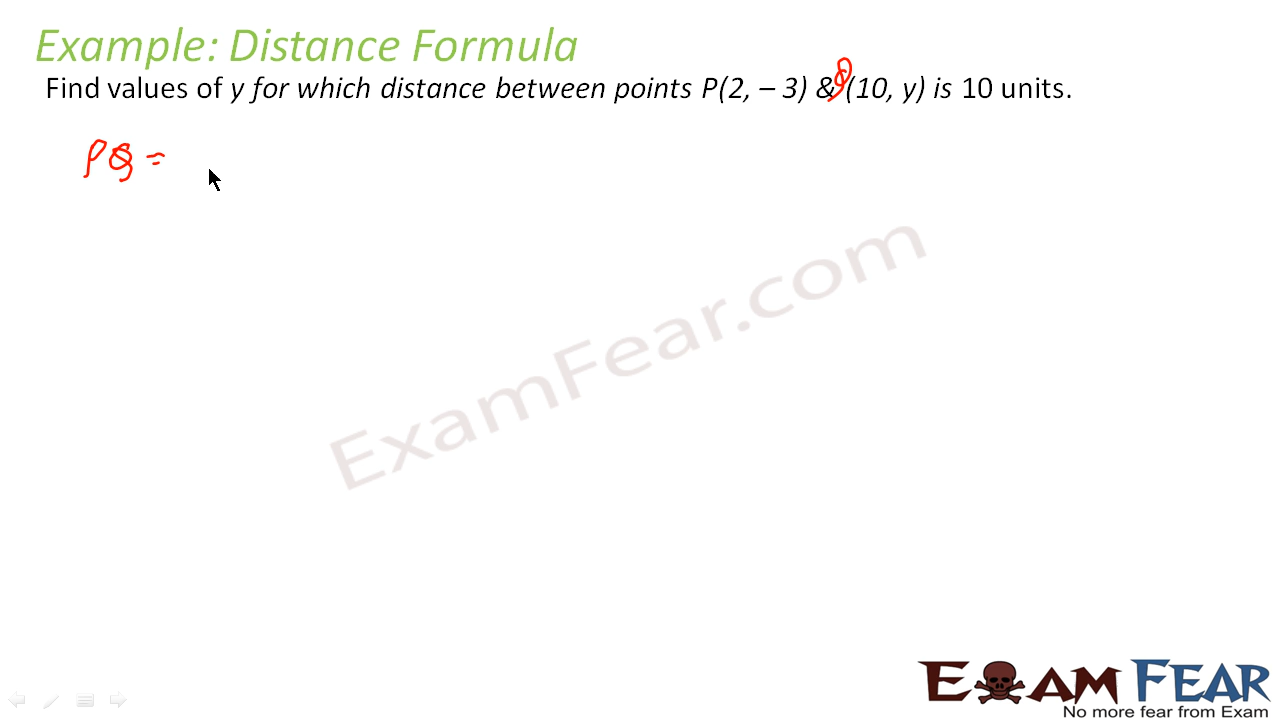 Example: Distance Formula
Find values of y for which distance between points P(2, – 3) & Q(10, y) is 10 units.
PQ =
ExamFear.com
EXAM FEAR
No more fear from Exam